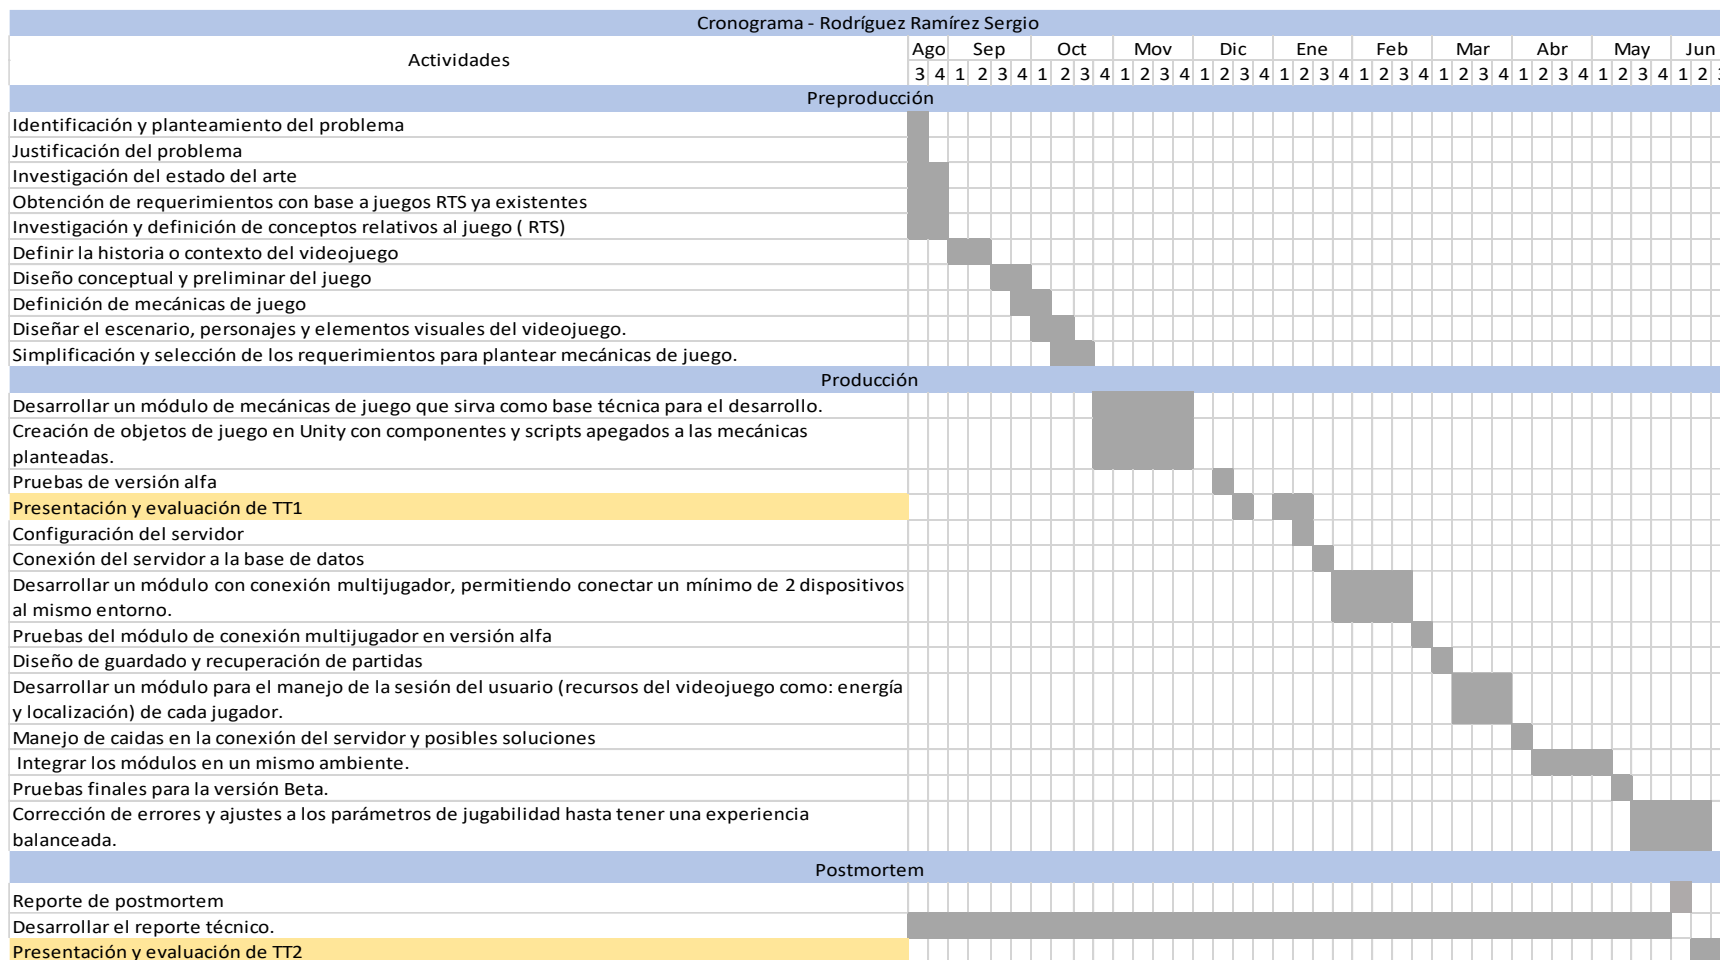 Cronograma - Rodríguez Ramírez Sergio
Actividades
Ago Sep Oct Mov Dic Ene Feb Mar Abr May Jun
3 4 1 2 3 4 1 2 3 4 1 2 3 4 1 2 3 4 1 2 3 4 1 2 3 4 1 2 3 4 1 2 3 4 1 2 3 4 1 2
Preproducción
Identificación y planteamiento del problema
Justificación del problema
Investigación del estado del arte
Obtención de requerimientos con base a juegos RTS ya existentes
Investigación y definición de conceptos relativos al juego ( RTS)
Definir la historia o contexto del videojuego
Diseño conceptual y preliminar del juego
Definición de mecánicas de juego
Diseñar el escenario, personajes y elementos visuales del videojuego.
Simplificación y selección de los requerimientos para plantear mecánicas de juego.
Producción
Desarrollar un módulo de mecánicas de juego que sirva como base técnica para el desarrollo.
Creación de objetos de juego en Unity con componentes y scripts apegados a las mecánicas
planteadas.
Pruebas de versión alfa
Presentación y evaluación de TT1
Configuración del servidor
Conexión del servidor a la base de datos
Desarrollar un módulo con conexión multijugador, permitiendo conectar un mínimo de 2 dispositivos
al mismo entorno.
Pruebas del módulo de conexión multijugador en versión alfa
Diseño de guardado y recuperación de partidas
Desarrollar un módulo para el manejo de la sesión del usuario (recursos del videojuego como: energía
y localización) de cada jugador.
Manejo de caidas en la conexión del servidor y posibles soluciones
Integrar los módulos en un mismo ambiente.
Pruebas finales para la versión Beta.
Corrección de errores y ajustes a los parámetros de jugabilidad hasta tener una experiencia
balanceada.
Postmortem
Reporte de postmortem
Desarrollar el reporte técnico.
Presentación y evaluación de TT2